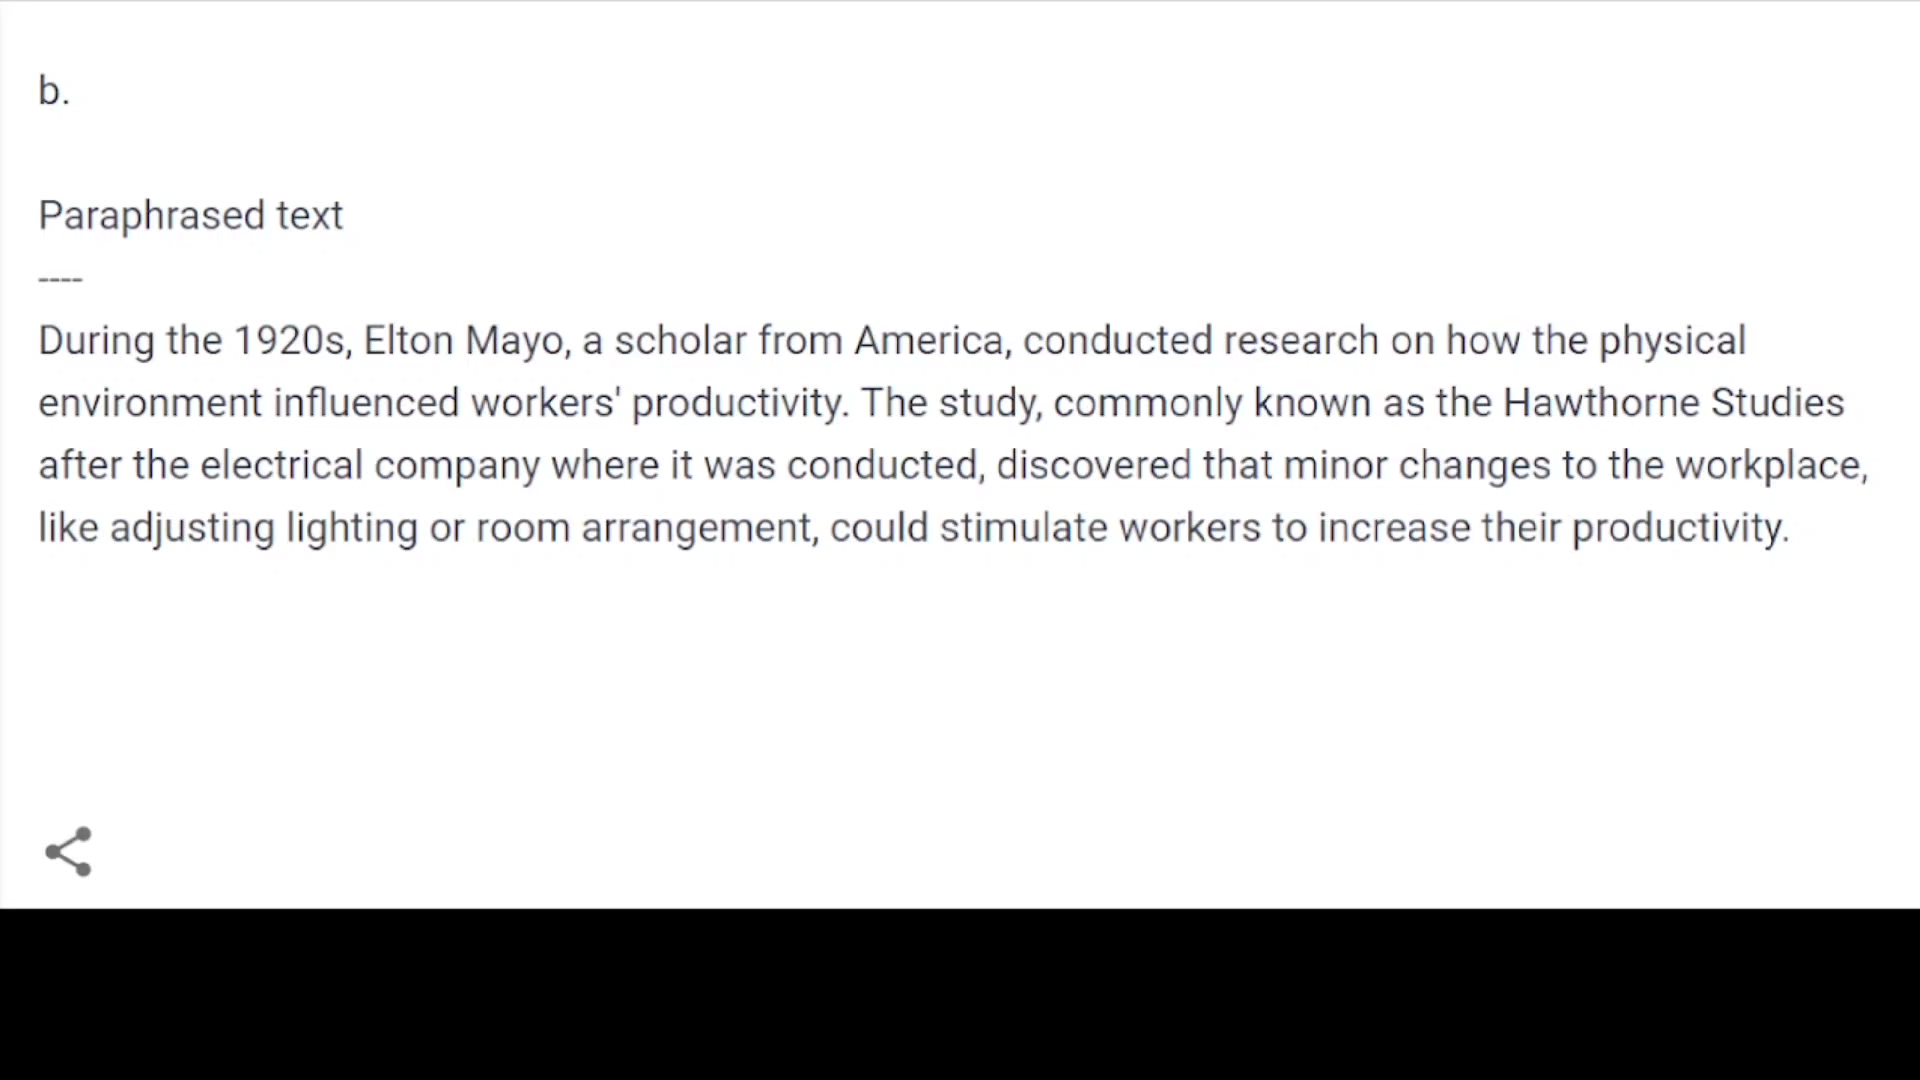 b.
Paraphrased text
----
During the 1920s, Elton Mayo, a scholar from America, conducted research on how the physical
environment influenced workers' productivity. The study, commonly known as the Hawthorne Studies
after the electrical company where it was conducted, discovered that minor changes to the workplace,
like adjusting lighting or room arrangement, could stimulate workers to increase their productivity.